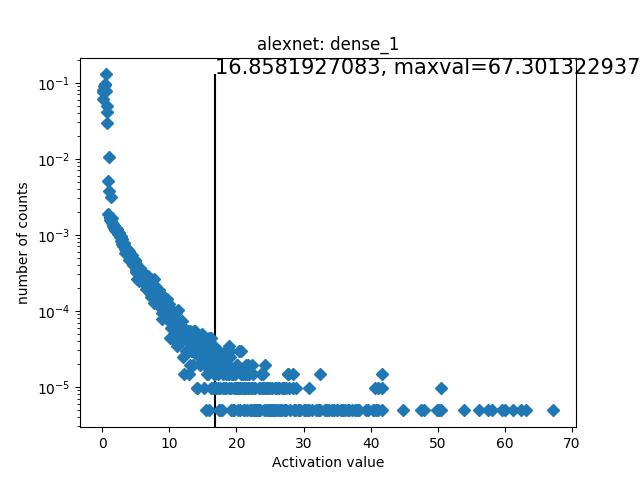 alexnet: dense_1
16.8581927083, maxval=67.301322937
10⁻¹
10⁻²
10⁻³
10⁻⁴
10⁻⁵
number of counts
0 10 20 30 40 50 60 70
Activation value